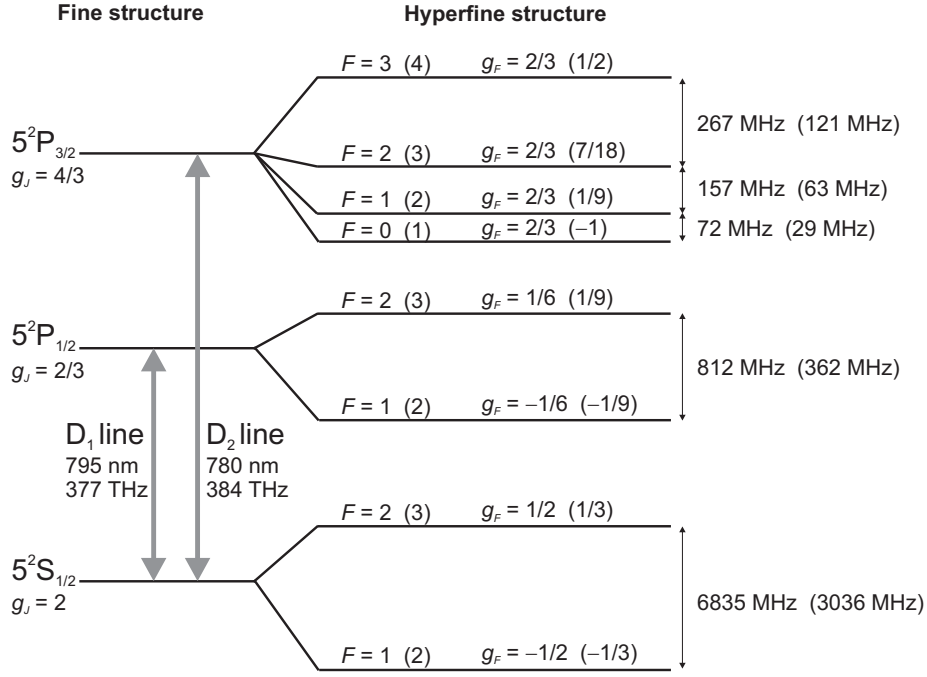 Fine structure Hyperfine structure
F = 3 (4) g_F = 2/3 (1/2)
267 MHz (121 MHz)
5²P₃/₂
g_J = 4/3
F = 2 (3) g_F = 2/3 (7/18)
157 MHz (63 MHz)
F = 1 (2) g_F = 2/3 (1/9)
F = 0 (1) g_F = 2/3 (−1)
72 MHz (29 MHz)
F = 2 (3) g_F = 1/6 (1/9)
5²P₁/₂
g_J = 2/3
812 MHz (362 MHz)
F = 1 (2) g_F = −1/6 (−1/9)
D₁ line
795 nm
377 THz
D₂ line
780 nm
384 THz
F = 2 (3) g_F = 1/2 (1/3)
5²S₁/₂
g_J = 2
6835 MHz (3036 MHz)
F = 1 (2) g_F = −1/2 (−1/3)